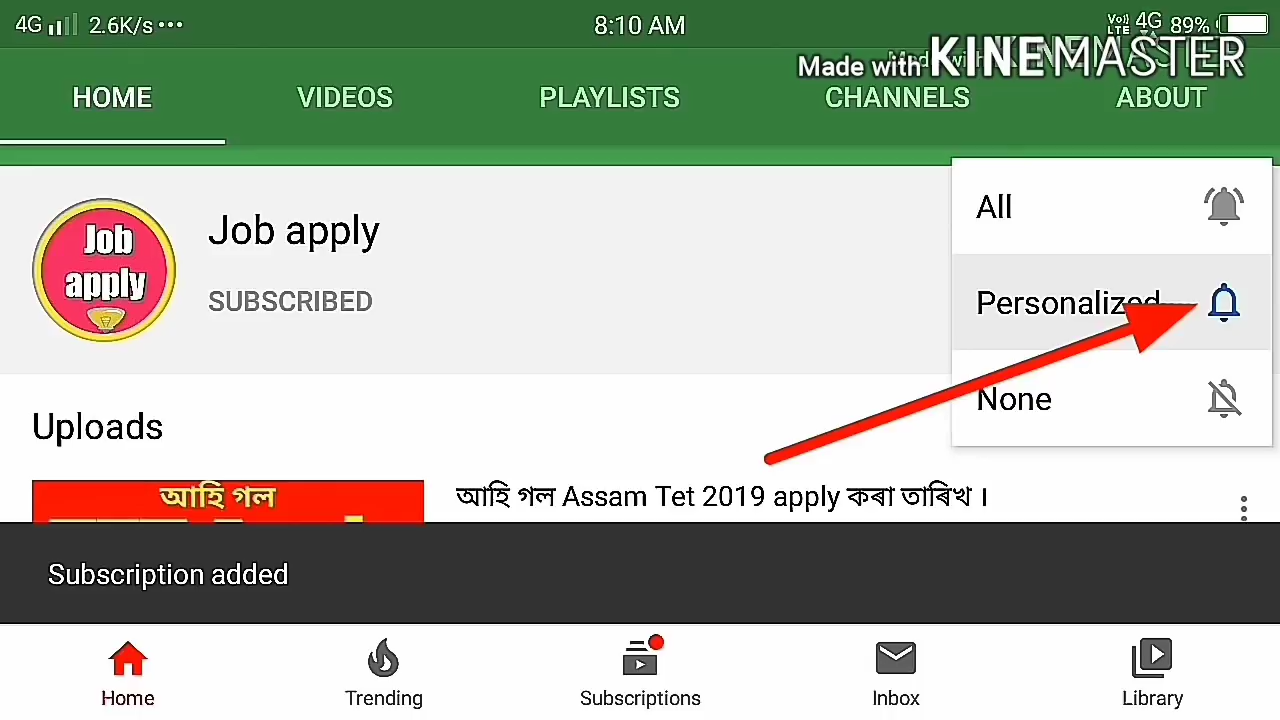 4G 2.6K/s ... 8:10 AM Vo)) LTE 4G 89%
Made with KINEMASTER
HOME VIDEOS PLAYLISTS CHANNELS ABOUT
Job apply
Job apply
SUBSCRIBED
All
Personalized
None
Uploads
আহি গল
আহি গল Assam Tet 2019 apply কৰা তাৰিখ ।
Subscription added
Home Trending Subscriptions Inbox Library